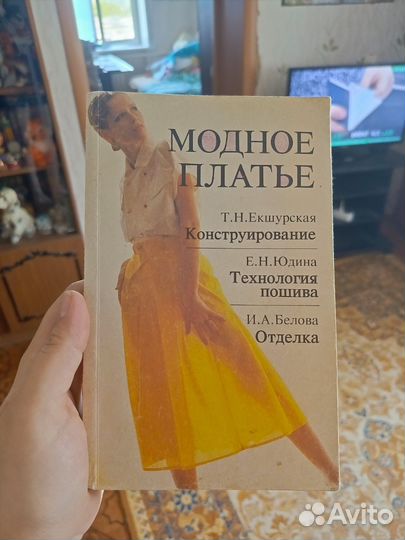 МОДНОЕ
ПЛАТЬЕ
Т.Н.Екшурская
Конструирование
Е.Н.Юдина
Технология
пошива
И.А.Белова
Отделка
Avito